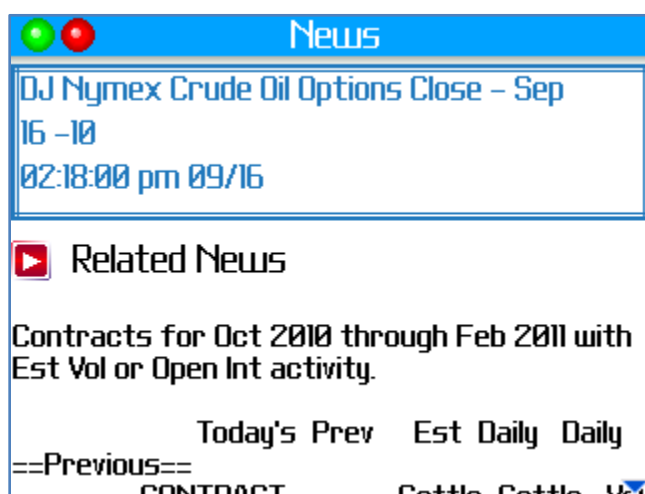 News
DJ Nymex Crude Oil Options Close – Sep
16 –10
02:18:00 pm 09/16
Related News
Contracts for Oct 2010 through Feb 2011 with
Est Vol or Open Int activity.
Today's Prev Est Daily Daily
==Previous==
CONTRACT Settle Settle